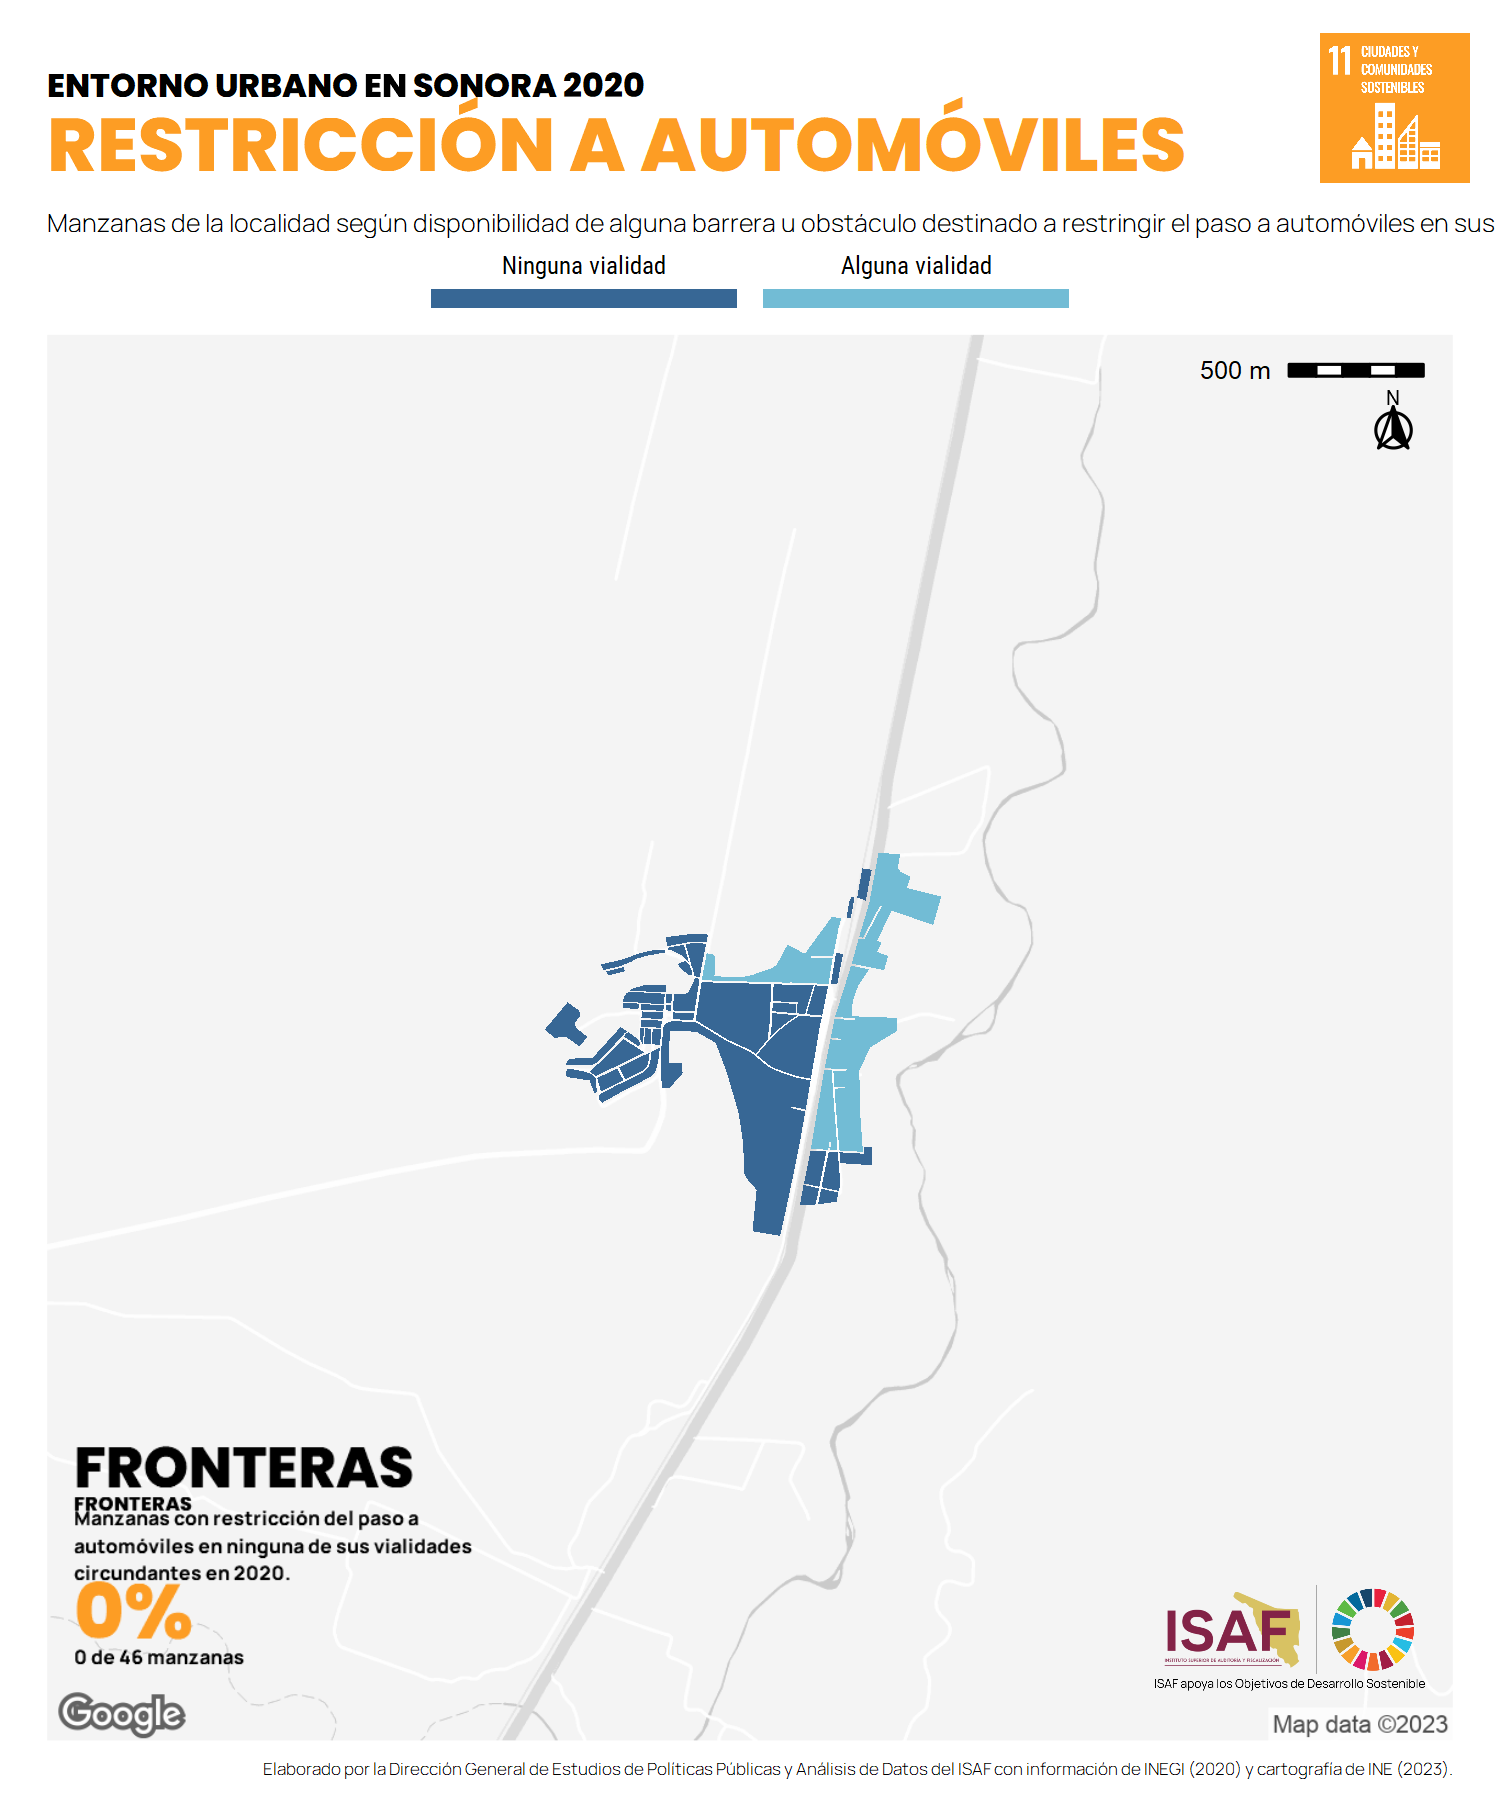 ENTORNO URBANO EN SONORA 2020
RESTRICCIÓN A AUTOMÓVILES
11 CIUDADES Y
COMUNIDADES
SOSTENIBLES
Manzanas de la localidad según disponibilidad de alguna barrera u obstáculo destinado a restringir el paso a automóviles en sus
Ninguna vialidad
Alguna vialidad
500 m
N
FRONTERAS
FRONTERAS
Manzanas con restricción del paso a
automóviles en ninguna de sus vialidades
circundantes en 2020.
0%
0 de 46 manzanas
ISAF
INSTITUTO SUPERIOR DE AUDITORÍA Y FISCALIZACIÓN
ISAF apoya los Objetivos de Desarrollo Sostenible
Google
Map data ©2023
Elaborado por la Dirección General de Estudios de Políticas Públicas y Análisis de Datos del ISAF con información de INEGI (2020) y cartografía de INE (2023).